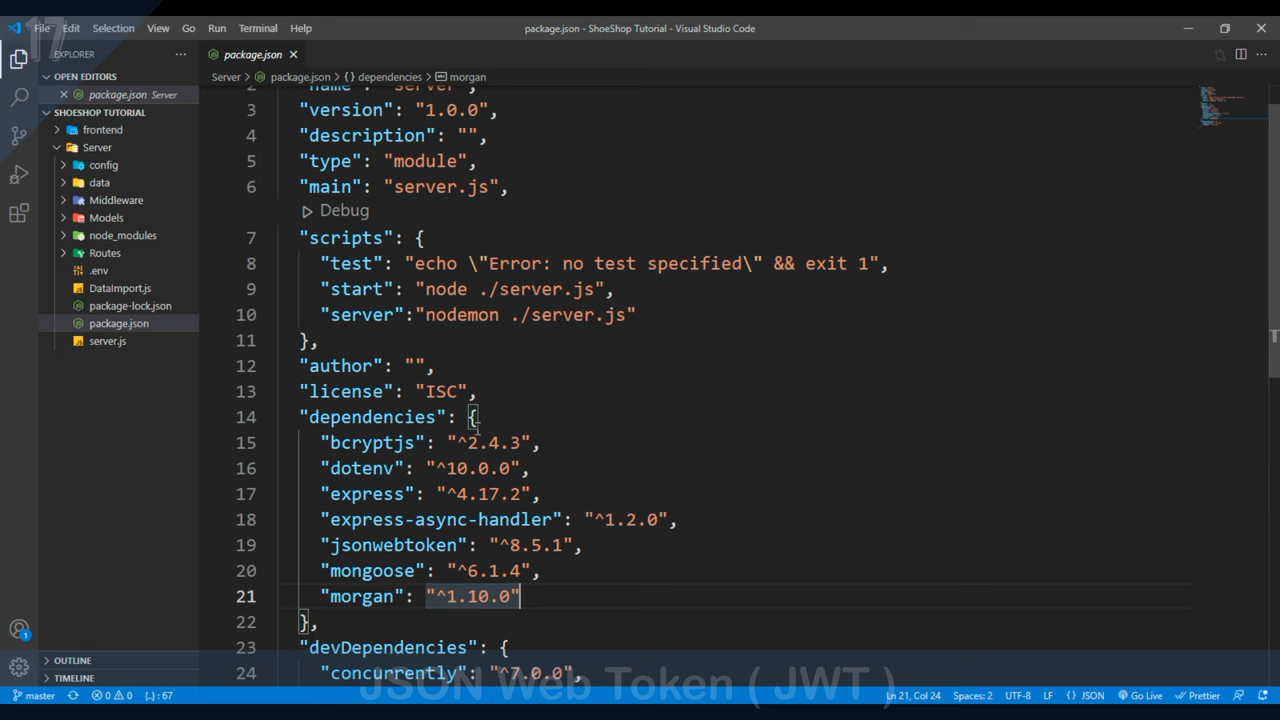 17
File Edit Selection View Go Run Terminal Help
package.json - ShoeShop Tutorial - Visual Studio Code
EXPLORER ...
package.json
OPEN EDITORS
package.json Server
SHOESHOP TUTORIAL
frontend
Server
config
data
Middleware
Models
node_modules
Routes
.env
DataImport.js
package-lock.json
package.json
server.js
OUTLINE
TIMELINE
Server > package.json > {} dependencies > morgan
2 "name": "server",
3 "version": "1.0.0",
4 "description": "",
5 "type": "module",
6 "main": "server.js",
Debug
7 "scripts": {
8 "test": "echo \"Error: no test specified\" && exit 1",
9 "start": "node ./server.js",
10 "server":"nodemon ./server.js"
11 },
12 "author": "",
13 "license": "ISC",
14 "dependencies": {
15 "bcryptjs": "^2.4.3",
16 "dotenv": "^10.0.0",
17 "express": "^4.17.2",
18 "express-async-handler": "^1.2.0",
19 "jsonwebtoken": "^8.5.1",
20 "mongoose": "^6.1.4",
21 "morgan": "^1.10.0"
22 },
23 "devDependencies": {
24 "concurrently": "^7.0.0",
JSON Web Token ( JWT )
1
master 0 0 {..} : 67 Ln 21, Col 24 Spaces: 2 UTF-8 LF {} JSON Go Live Prettier